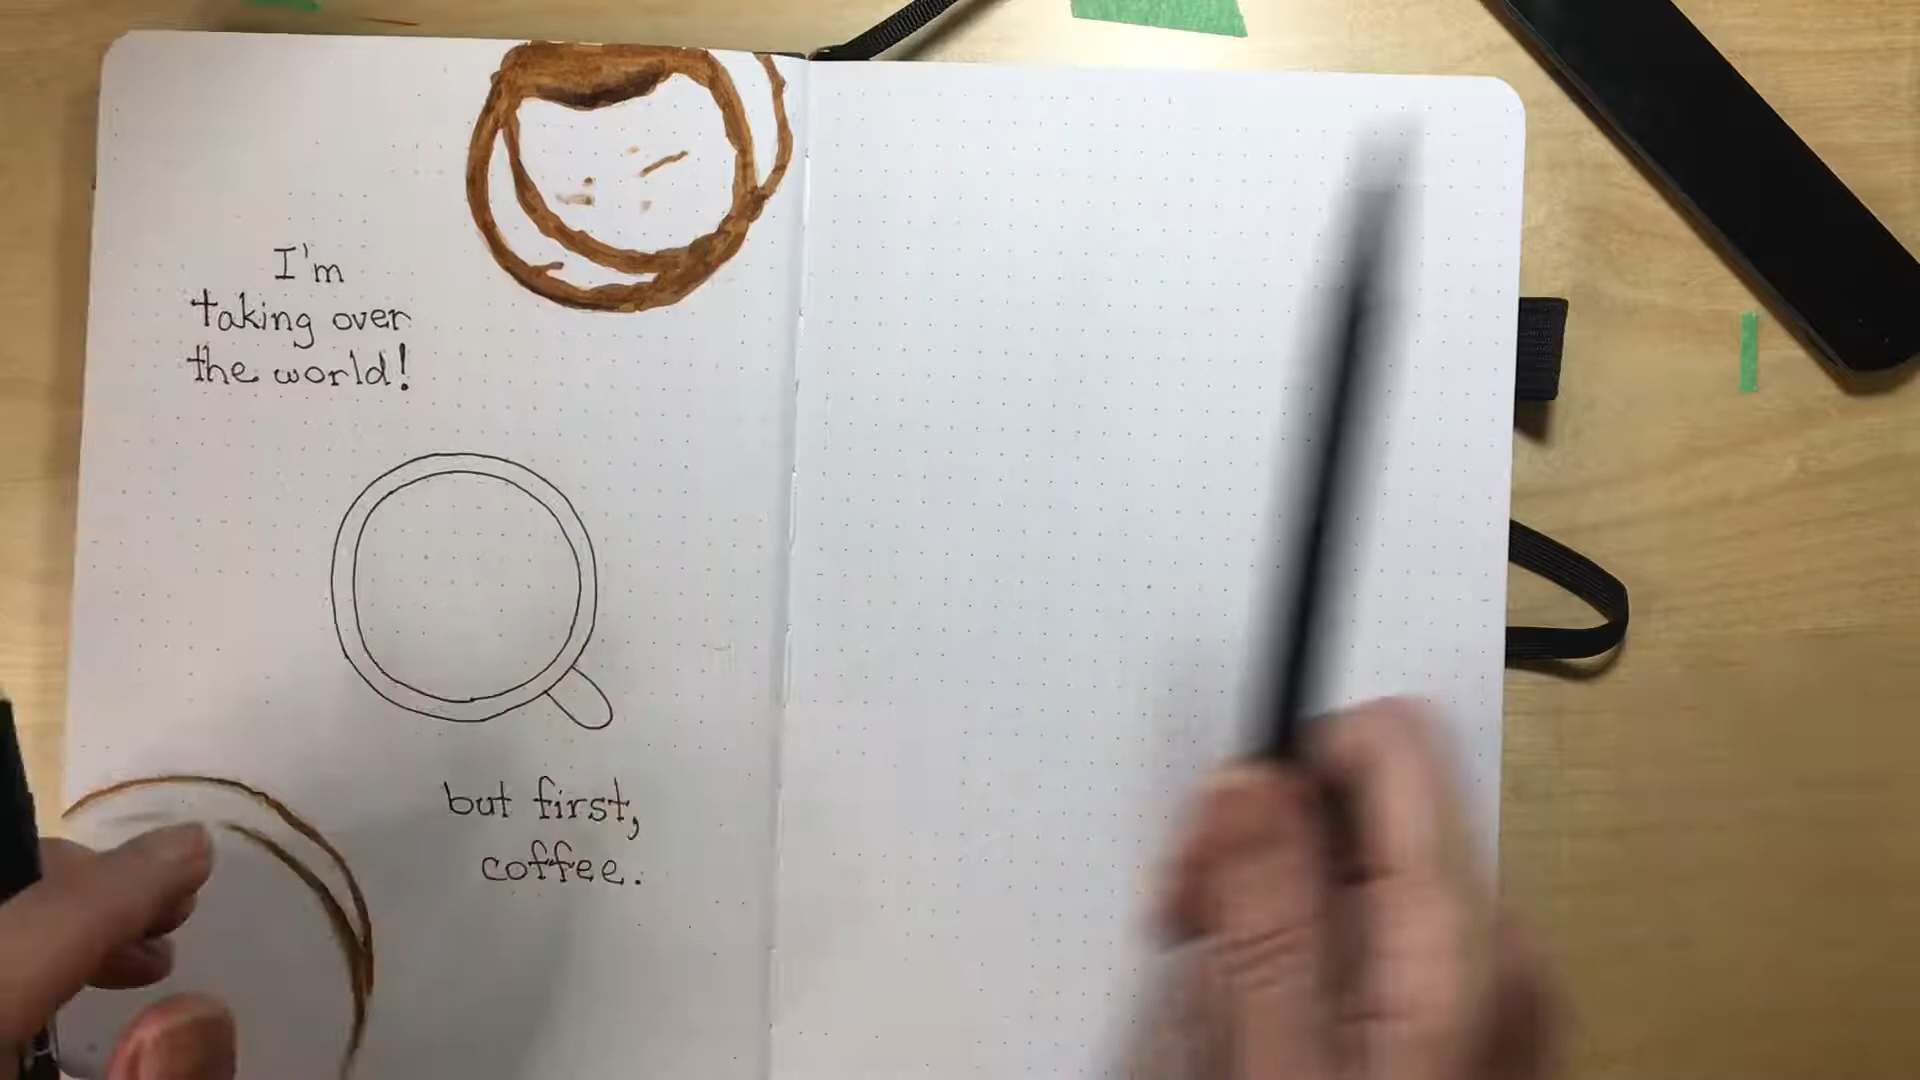 I'm
taking over
the world!
but first,
coffee.